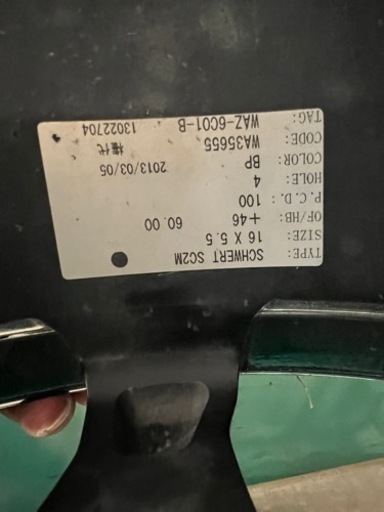 TYPE: SCHWERT SC2M
SIZE: 16 X 5.5
OF/HB: +46 60.00
P.C.D.: 100
HOLE: 4
COLOR: BP 2013/03/05
CODE: WA35655
TAG: WAZ-6C01-B 13022704